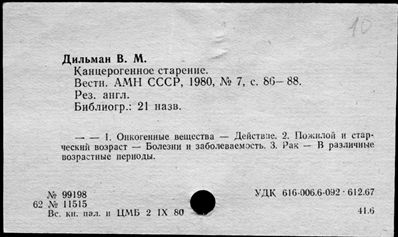 10
Дильман В. М.
Канцерогенное старение.
Вестн. АМН СССР, 1980, № 7, с. 86—88.
Рез. англ.
Библиогр.: 21 назв.
— — 1. Онкогенные вещества — Действие. 2. Пожилой и стар-
ческий возраст — Болезни и заболеваемость. 3. Рак — В различные
возрастные периоды.
№ 99198
УДК 616-006.6-092·612.67
62 № 11515
Вс. кн. пал. и ЦМБ 2 IX 80
41.6